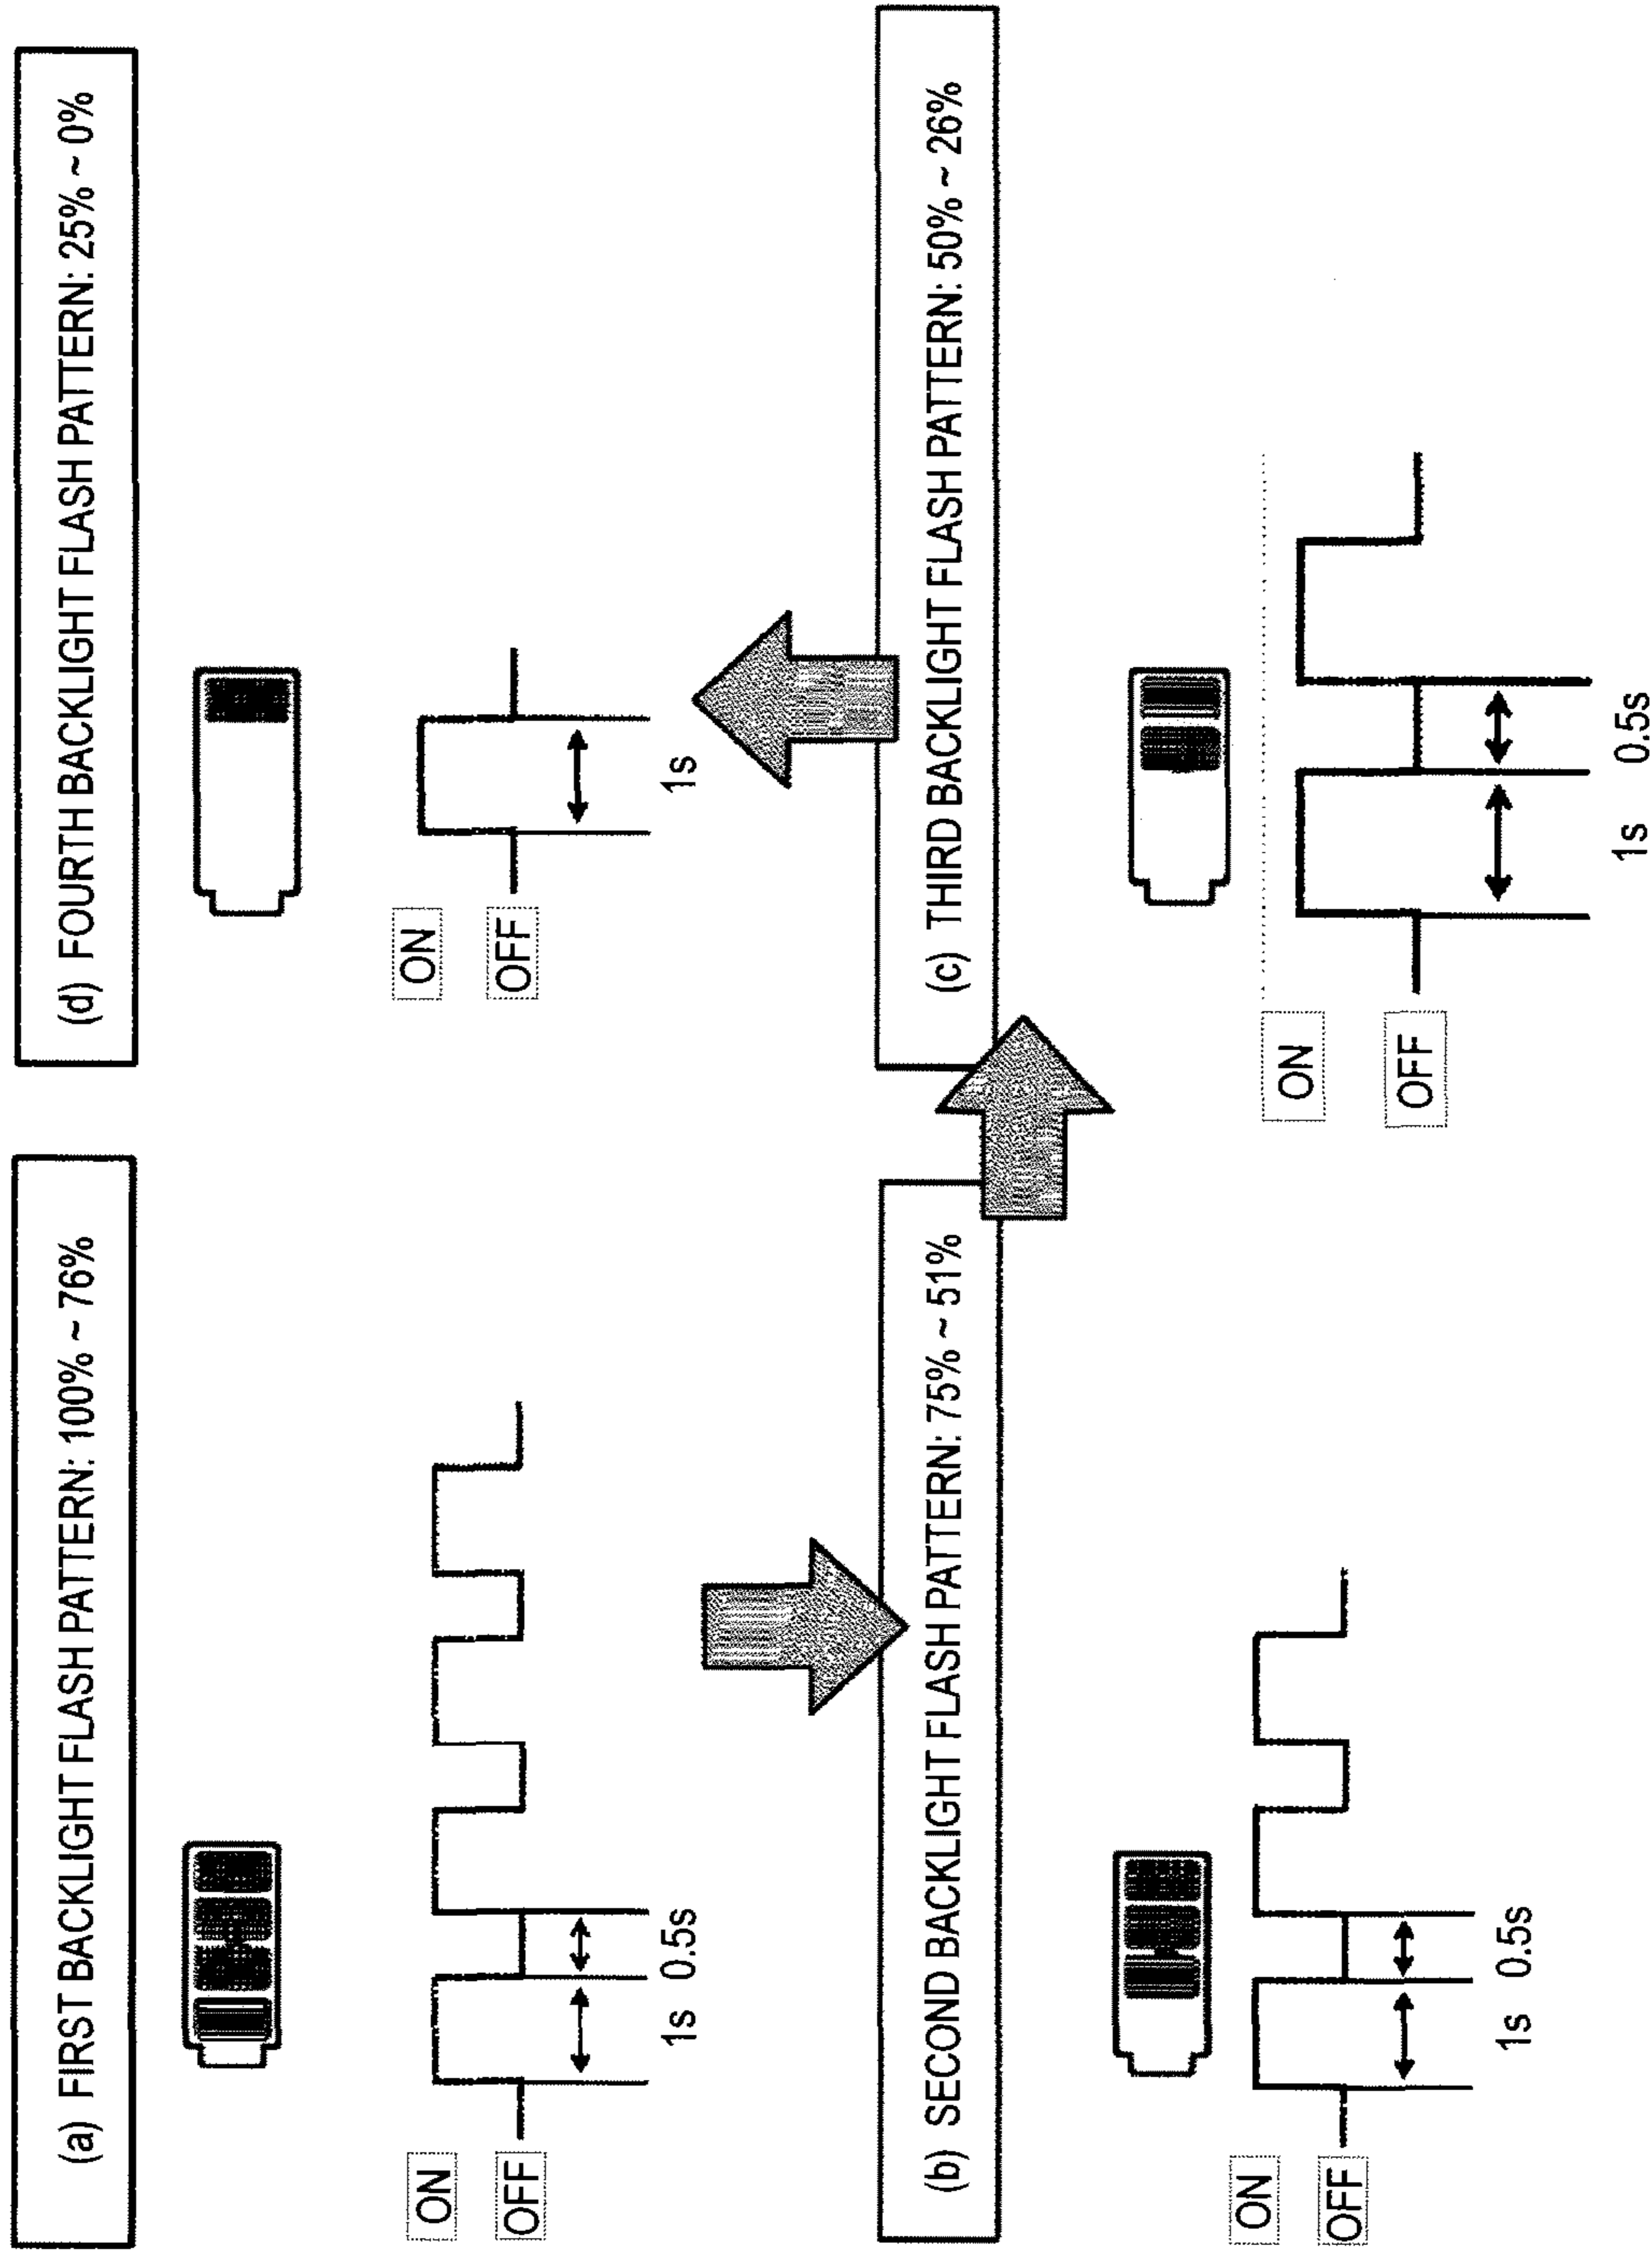 (a) FIRST BACKLIGHT FLASH PATTERN: 100% ~ 76%
ON
OFF
1s 0.5s
(b) SECOND BACKLIGHT FLASH PATTERN: 75% ~ 51%
ON
OFF
1s 0.5s
(c) THIRD BACKLIGHT FLASH PATTERN: 50% ~ 26%
ON
OFF
1s 0.5s
(d) FOURTH BACKLIGHT FLASH PATTERN: 25% ~ 0%
ON
OFF
1s